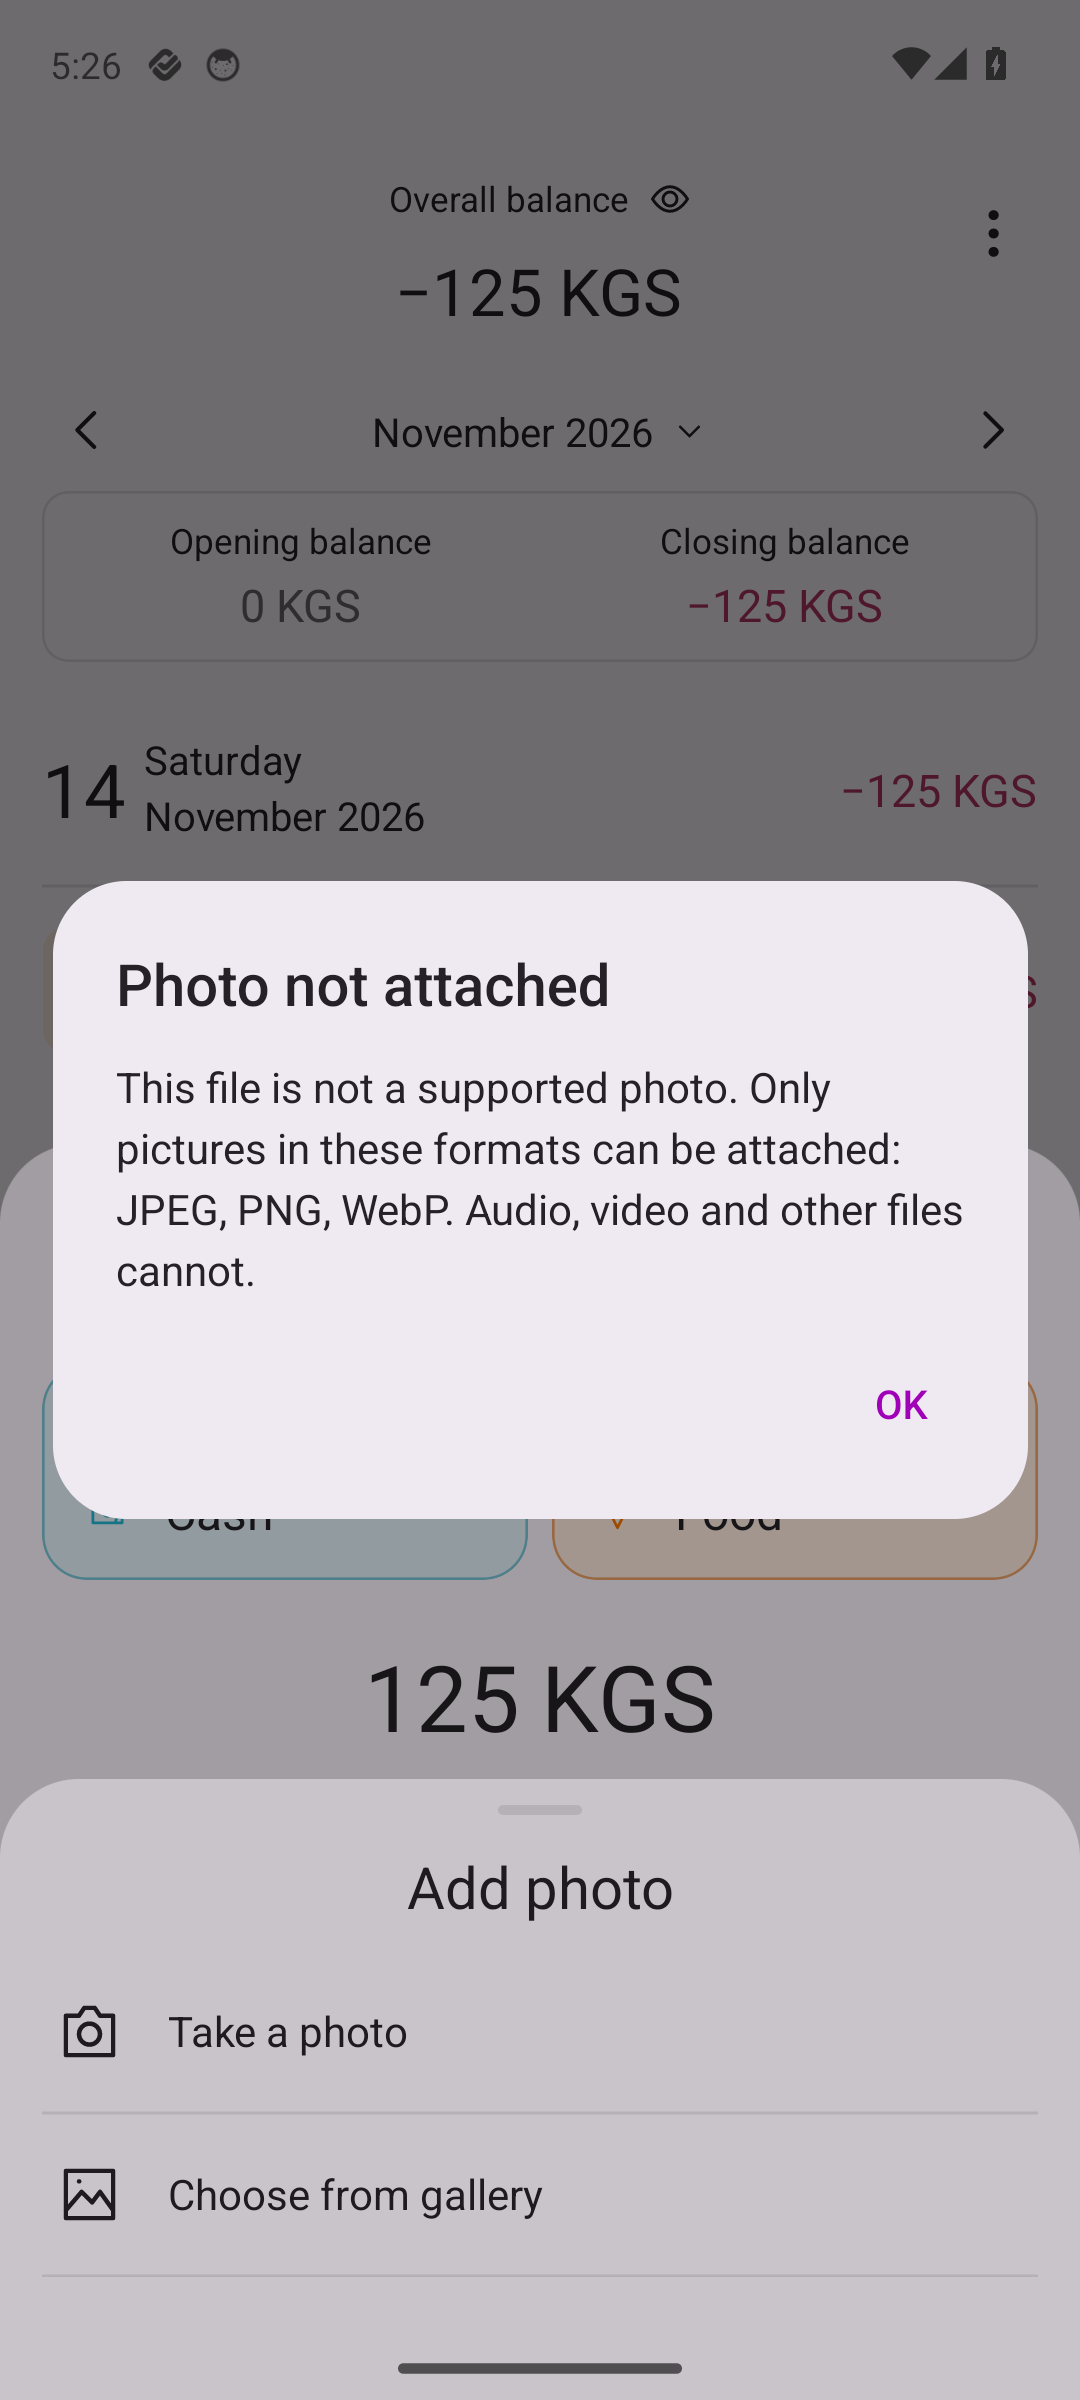 5:26
Overall balance
−125 KGS
November 2026
Opening balance
Closing balance
0 KGS
−125 KGS
14
Saturday
November 2026
−125 KGS
Photo not attached
This file is not a supported photo. Only
pictures in these formats can be attached:
JPEG, PNG, WebP. Audio, video and other files
cannot.
OK
Cash
Food
125 KGS
Add photo
Take a photo
Choose from gallery